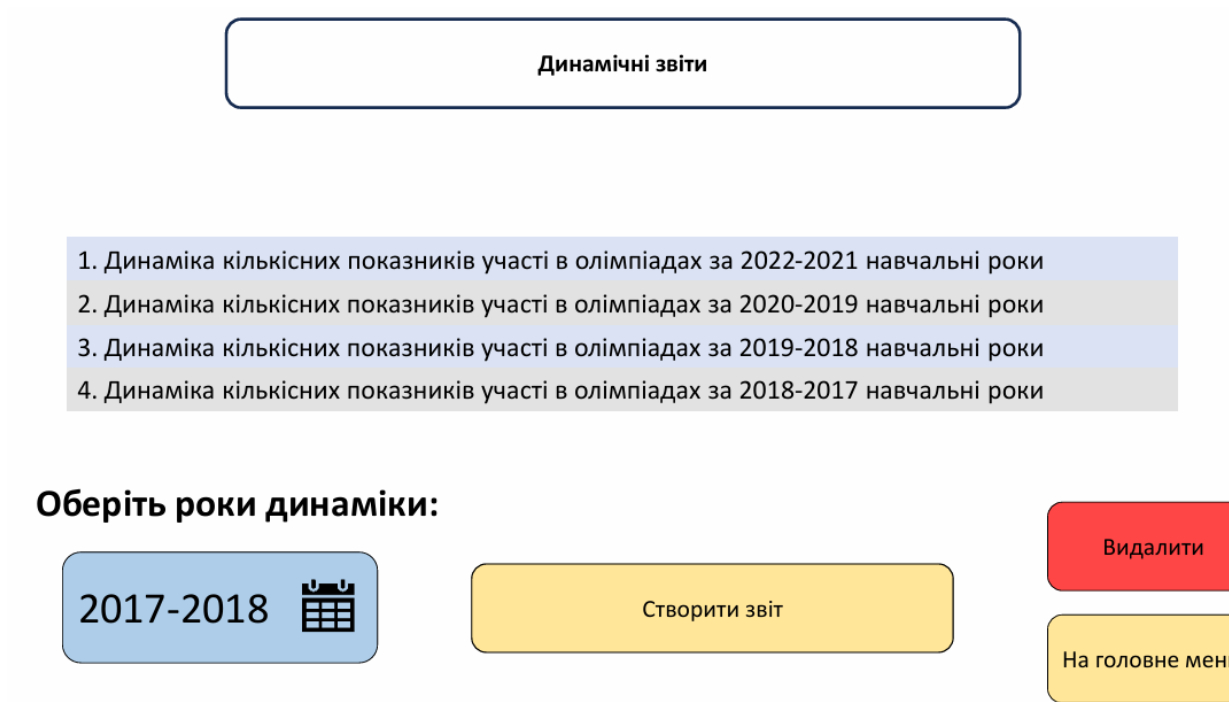 Динамічні звіти
1. Динаміка кількісних показників участі в олімпіадах за 2022-2021 навчальні роки
2. Динаміка кількісних показників участі в олімпіадах за 2020-2019 навчальні роки
3. Динаміка кількісних показників участі в олімпіадах за 2019-2018 навчальні роки
4. Динаміка кількісних показників участі в олімпіадах за 2018-2017 навчальні роки
Оберіть роки динаміки:
2017-2018
Створити звіт
Видалити
На головне